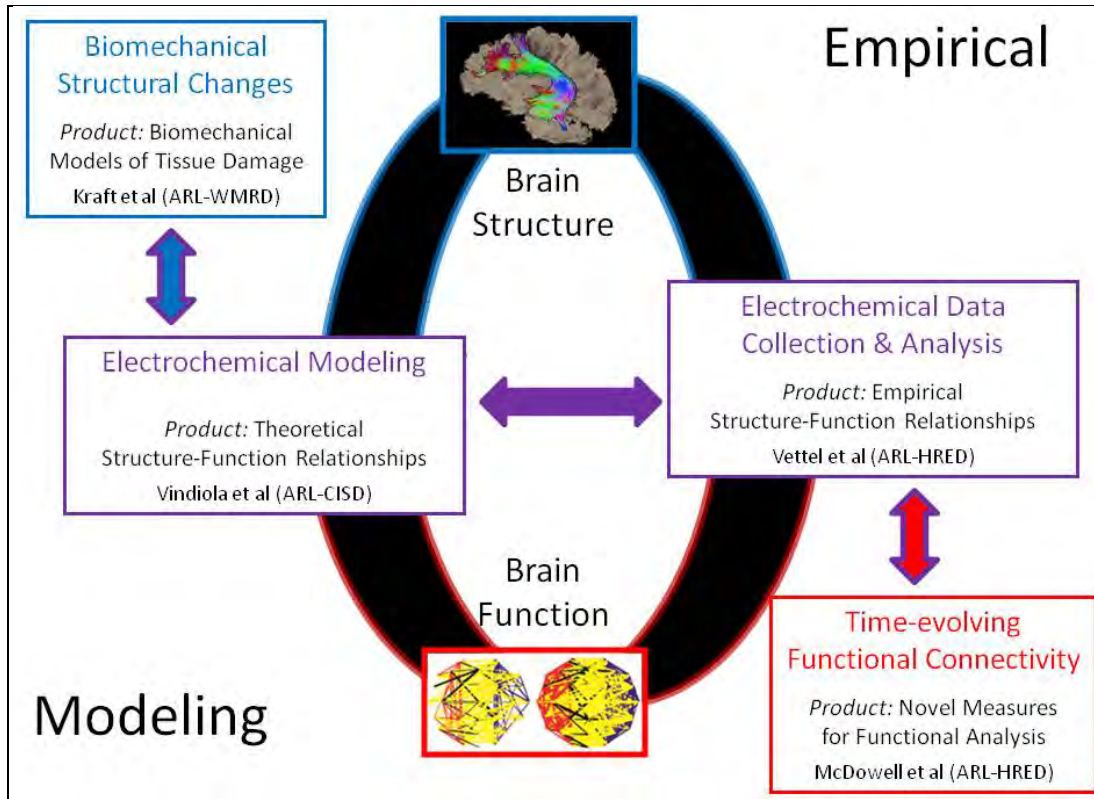 Biomechanical
Structural Changes
Product: Biomechanical
Models of Tissue Damage
Kraft et al (ARL-WMRD)
Empirical
Brain
Structure
Electrochemical Modeling
Product: Theoretical
Structure-Function Relationships
Vindiola et al (ARL-CISD)
Electrochemical Data
Collection & Analysis
Product: Empirical
Structure-Function Relationships
Vettel et al (ARL-HRED)
Brain
Function
Modeling
Time-evolving
Functional Connectivity
Product: Novel Measures
for Functional Analysis
McDowell et al (ARL-HRED)